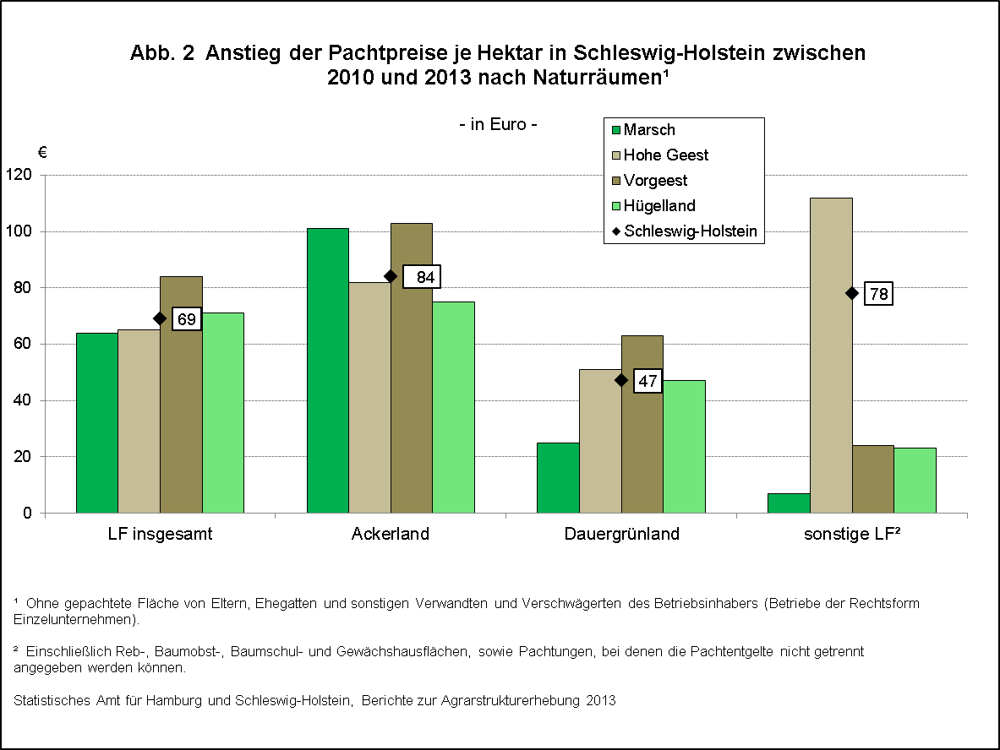 Abb. 2  Anstieg der Pachtpreise je Hektar in Schleswig-Holstein zwischen
2010 und 2013 nach Naturräumen¹
- in Euro -
Marsch
Hohe Geest
Vorgeest
Hügelland
Schleswig-Holstein
€
120
100
80
60
40
20
0
69
84
47
78
LF insgesamt
Ackerland
Dauergrünland
sonstige LF²
¹  Ohne gepachtete Fläche von Eltern, Ehegatten und sonstigen Verwandten und Verschwägerten des Betriebsinhabers (Betriebe der Rechtsform
Einzelunternehmen).
²  Einschließlich Reb-, Baumobst-, Baumschul- und Gewächshausflächen, sowie Pachtungen, bei denen die Pachtentgelte nicht getrennt
angegeben werden können.
Statistisches Amt für Hamburg und Schleswig-Holstein,  Berichte zur Agrarstrukturerhebung 2013